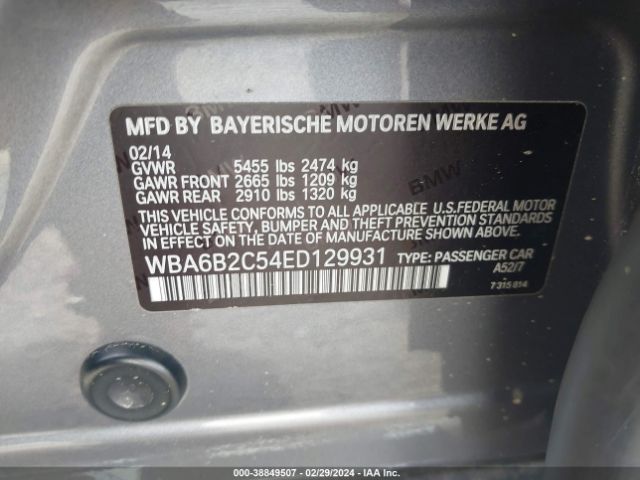 MFD BY BAYERISCHE MOTOREN WERKE AG
02/14
GVWR 5455 lbs 2474 kg
GAWR FRONT 2665 lbs 1209 kg
GAWR REAR 2910 lbs 1320 kg
THIS VEHICLE CONFORMS TO ALL APPLICABLE U.S.FEDERAL MOTOR
VEHICLE SAFETY, BUMPER AND THEFT PREVENTION STANDARDS
IN EFFECT ON THE DATE OF MANUFACTURE SHOWN ABOVE.
WBA6B2C54ED129931 TYPE: PASSENGER CAR
A52/7
7315814
BMW
000-38849507 - 02/29/2024 - IAA Inc.